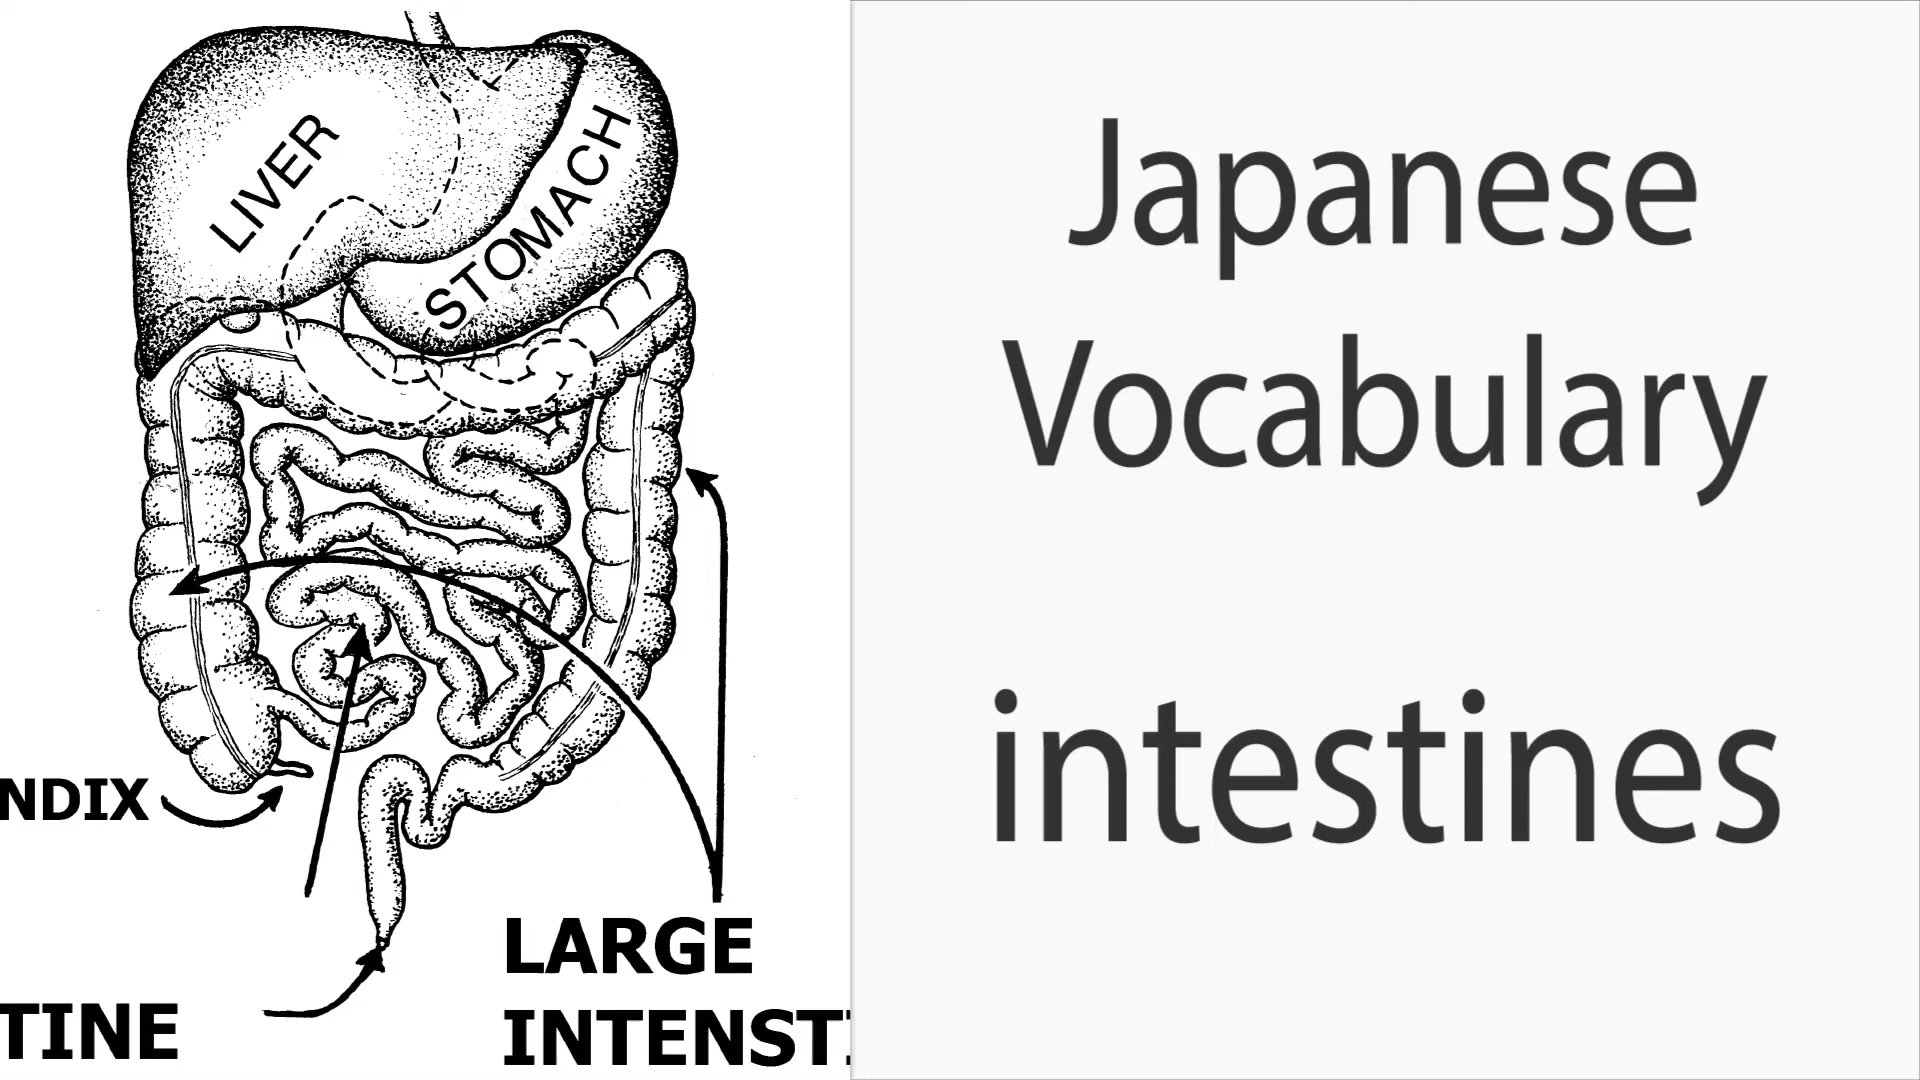 LIVER
STOMACH
NDIX
TINE
LARGE
INTENST
Japanese
Vocabulary
intestines